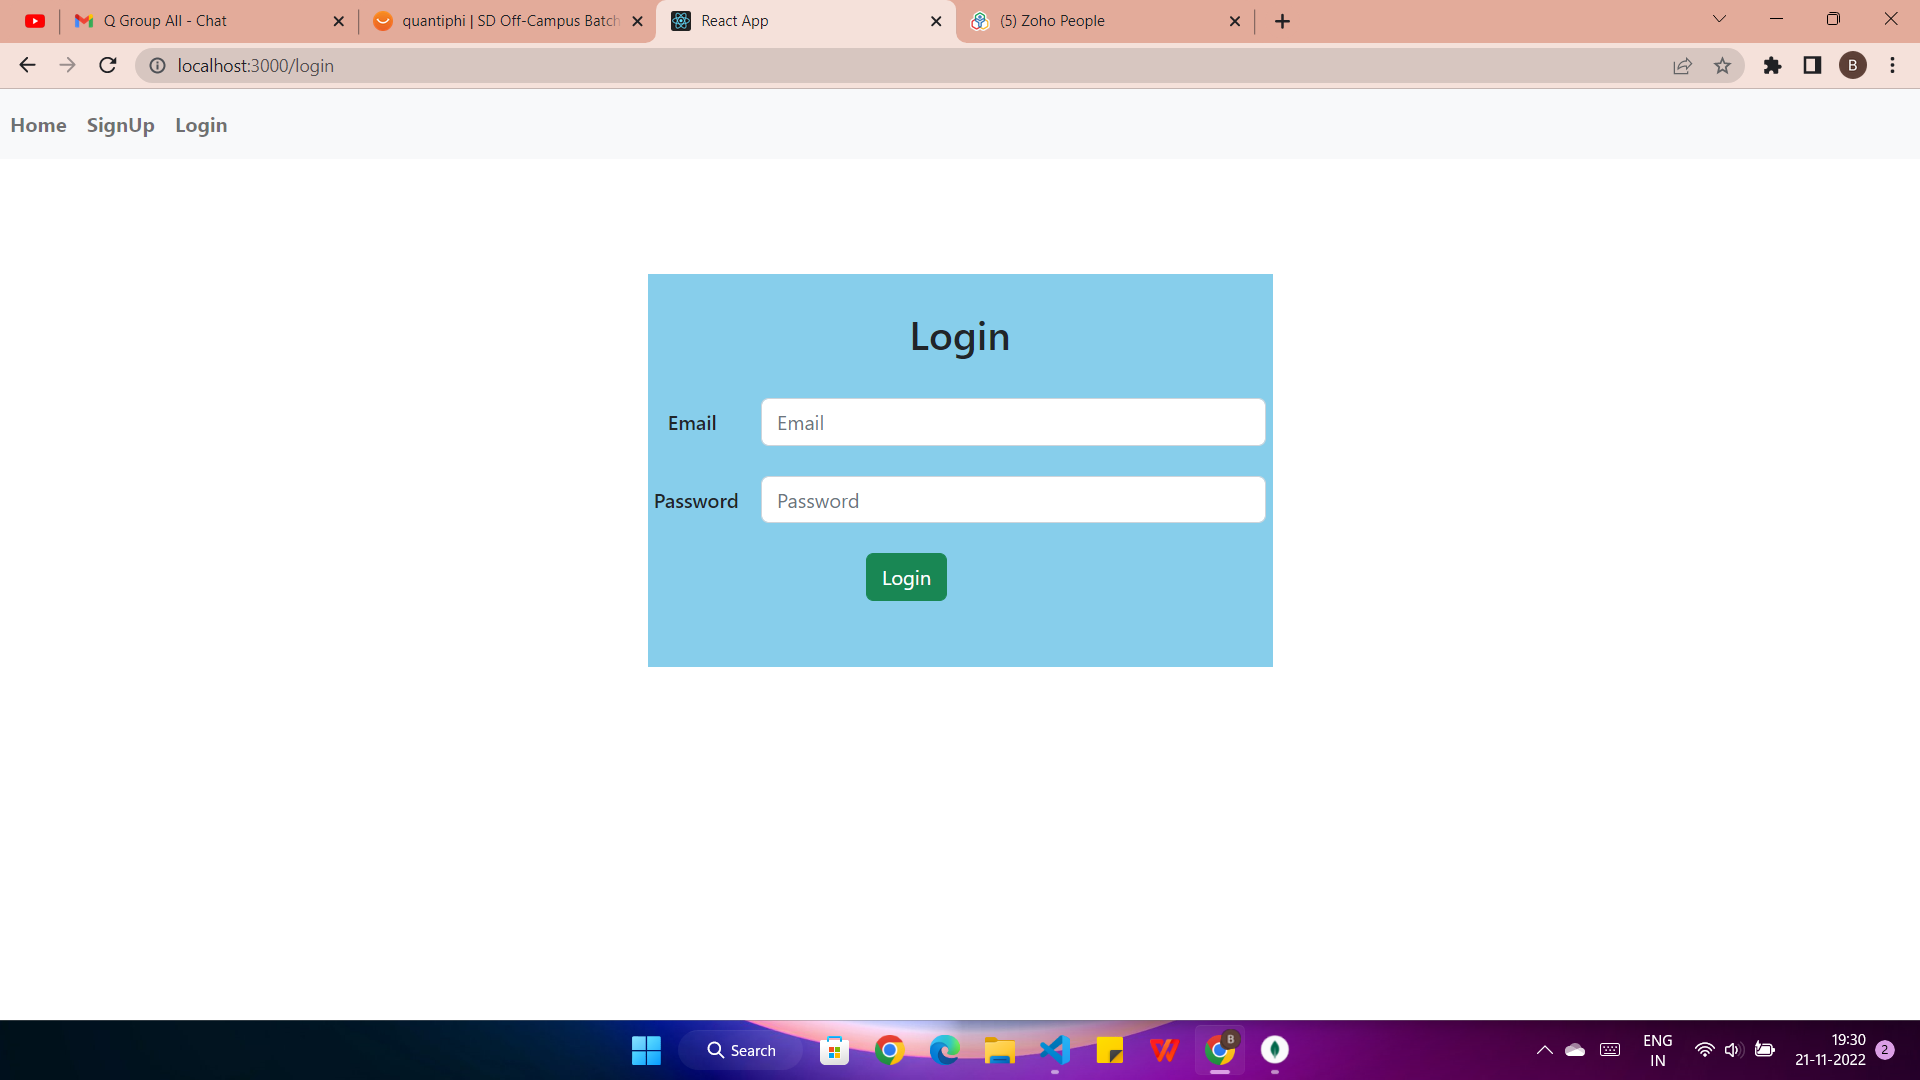 Q Group All - Chat
quantiphi | SD Off-Campus Batch
React App
(5) Zoho People
localhost:3000/login
B
Home SignUp Login
Login
Email Email
Password Password
Login
Search
B
ENG
IN
19:30
21-11-2022
2